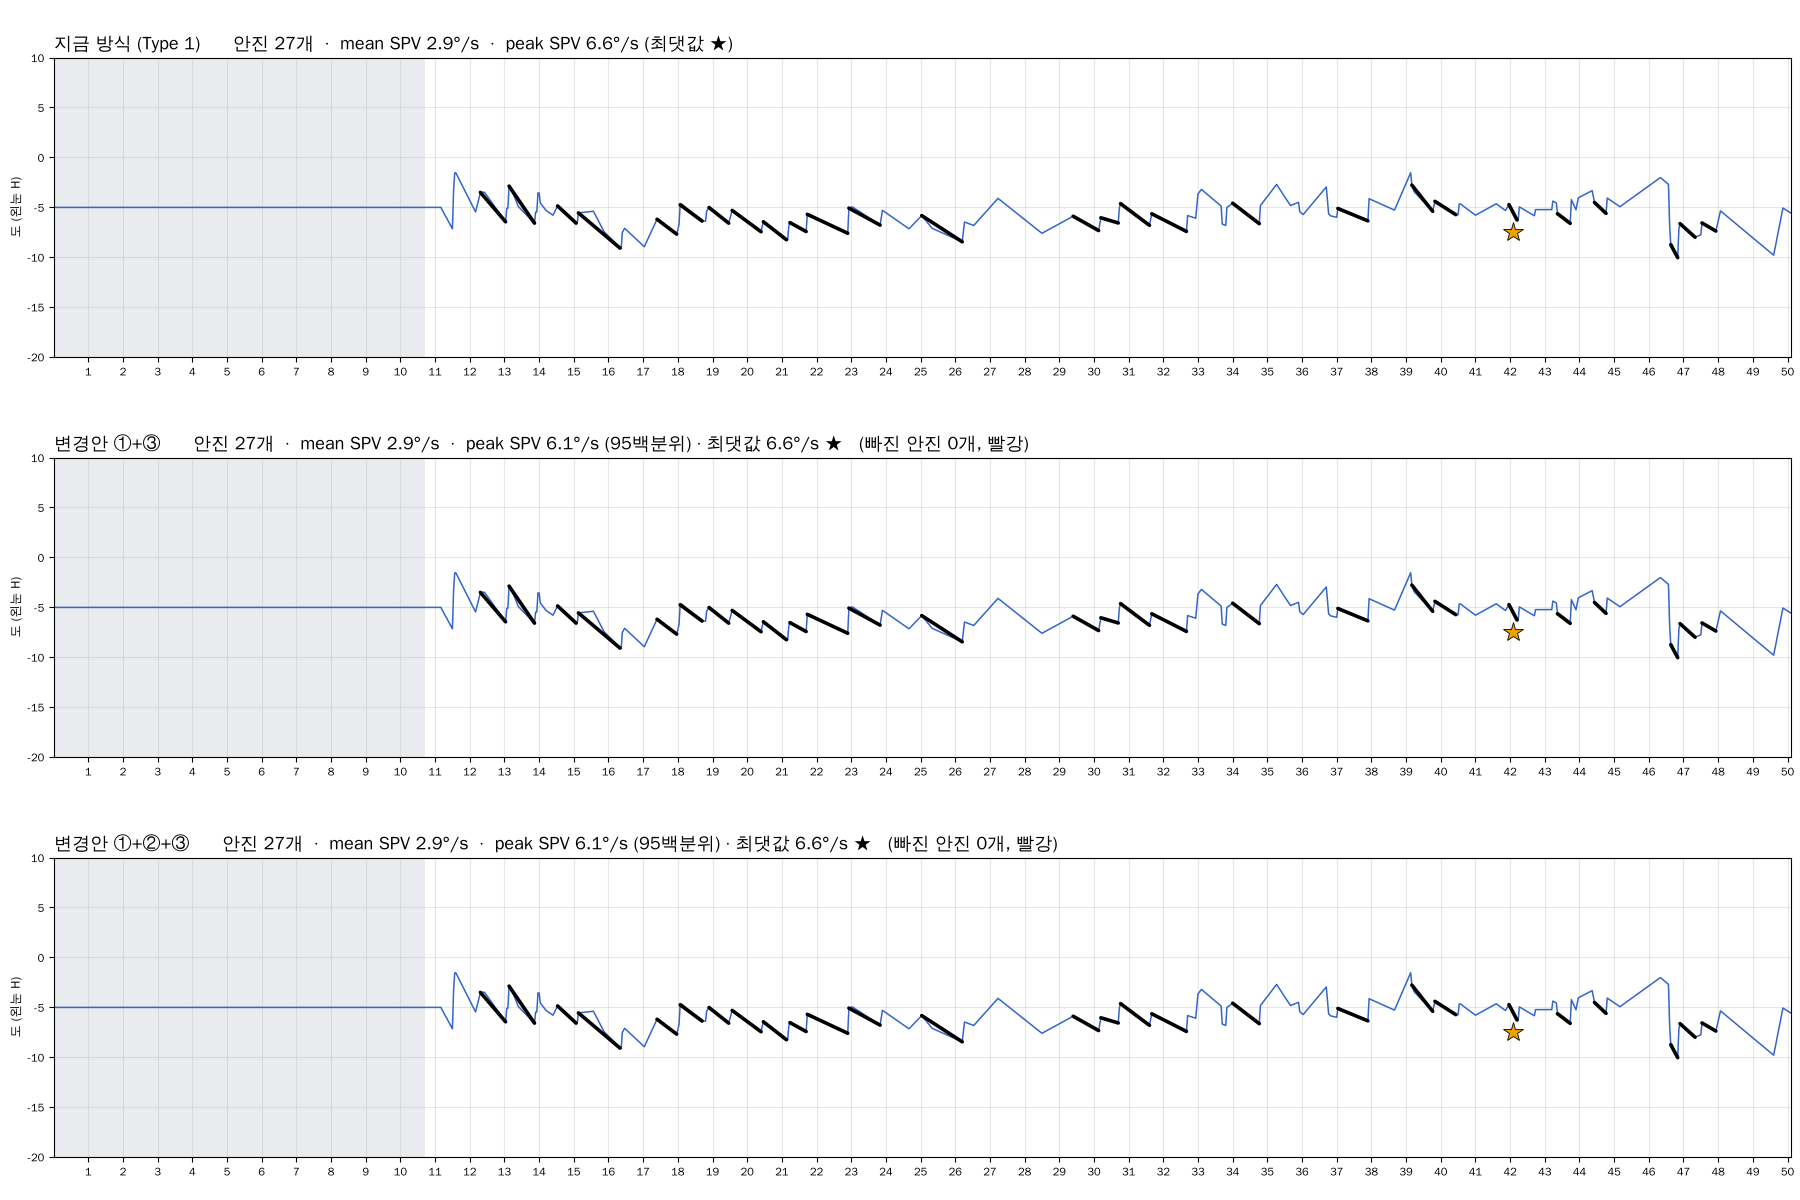 지금 방식 (Type 1) 안진 27개 · mean SPV 2.9°/s · peak SPV 6.6°/s (최댓값 ★)
10
5
0
-5
-10
-15
-20
도 (왼눈 H)
1 2 3 4 5 6 7 8 9 10 11 12 13 14 15 16 17 18 19 20 21 22 23 24 25 26 27 28 29 30 31 32 33 34 35 36 37 38 39 40 41 42 43 44 45 46 47 48 49 50
변경안 ①+③ 안진 27개 · mean SPV 2.9°/s · peak SPV 6.1°/s (95백분위) · 최댓값 6.6°/s ★ (빠진 안진 0개, 빨강)
10
5
0
-5
-10
-15
-20
도 (왼눈 H)
1 2 3 4 5 6 7 8 9 10 11 12 13 14 15 16 17 18 19 20 21 22 23 24 25 26 27 28 29 30 31 32 33 34 35 36 37 38 39 40 41 42 43 44 45 46 47 48 49 50
변경안 ①+②+③ 안진 27개 · mean SPV 2.9°/s · peak SPV 6.1°/s (95백분위) · 최댓값 6.6°/s ★ (빠진 안진 0개, 빨강)
10
5
0
-5
-10
-15
-20
도 (왼눈 H)
1 2 3 4 5 6 7 8 9 10 11 12 13 14 15 16 17 18 19 20 21 22 23 24 25 26 27 28 29 30 31 32 33 34 35 36 37 38 39 40 41 42 43 44 45 46 47 48 49 50